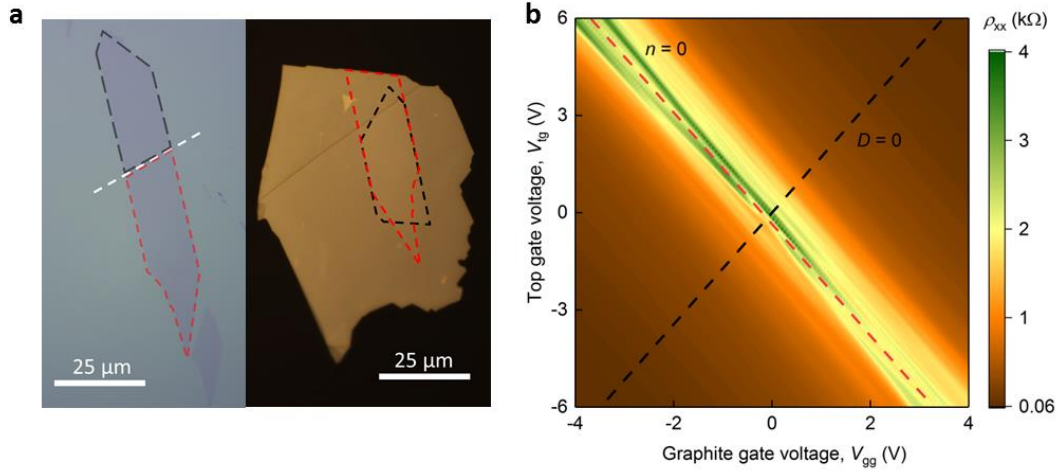 a
25 μm
25 μm
b
ρxx (kΩ)
6
3
0
-3
-6
Top gate voltage, Vtg (V)
n = 0
D = 0
-4
-2
0
2
4
Graphite gate voltage, Vgg (V)
4
3
2
1
0.06